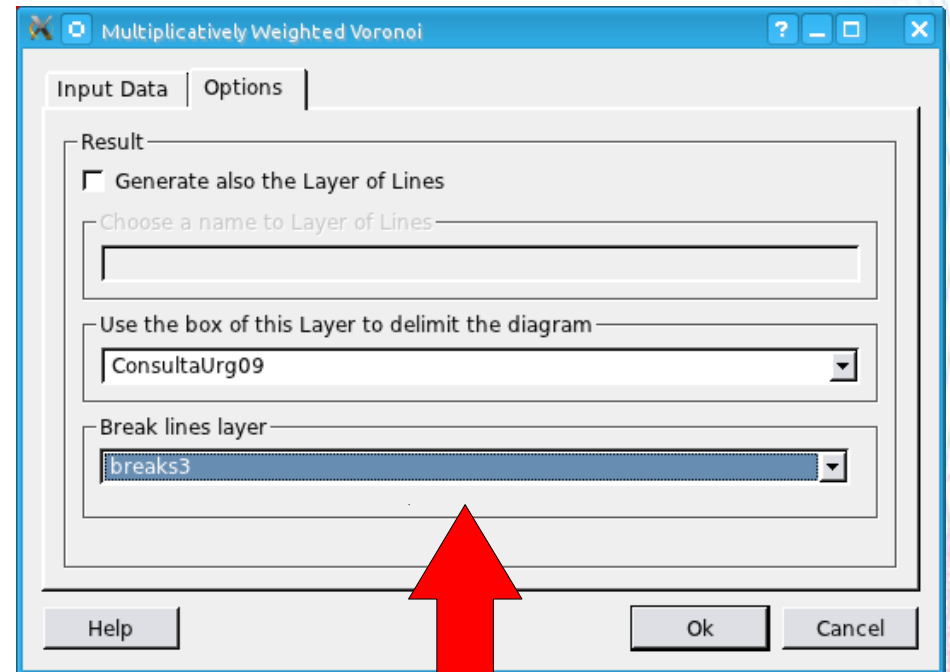 Multiplicatively Weighted Voronoi
Input Data
Options
Result
Generate also the Layer of Lines
Choose a name to Layer of Lines
Use the box of this Layer to delimit the diagram
ConsultaUrg09
Break lines layer
breaks3
Help
Ok
Cancel